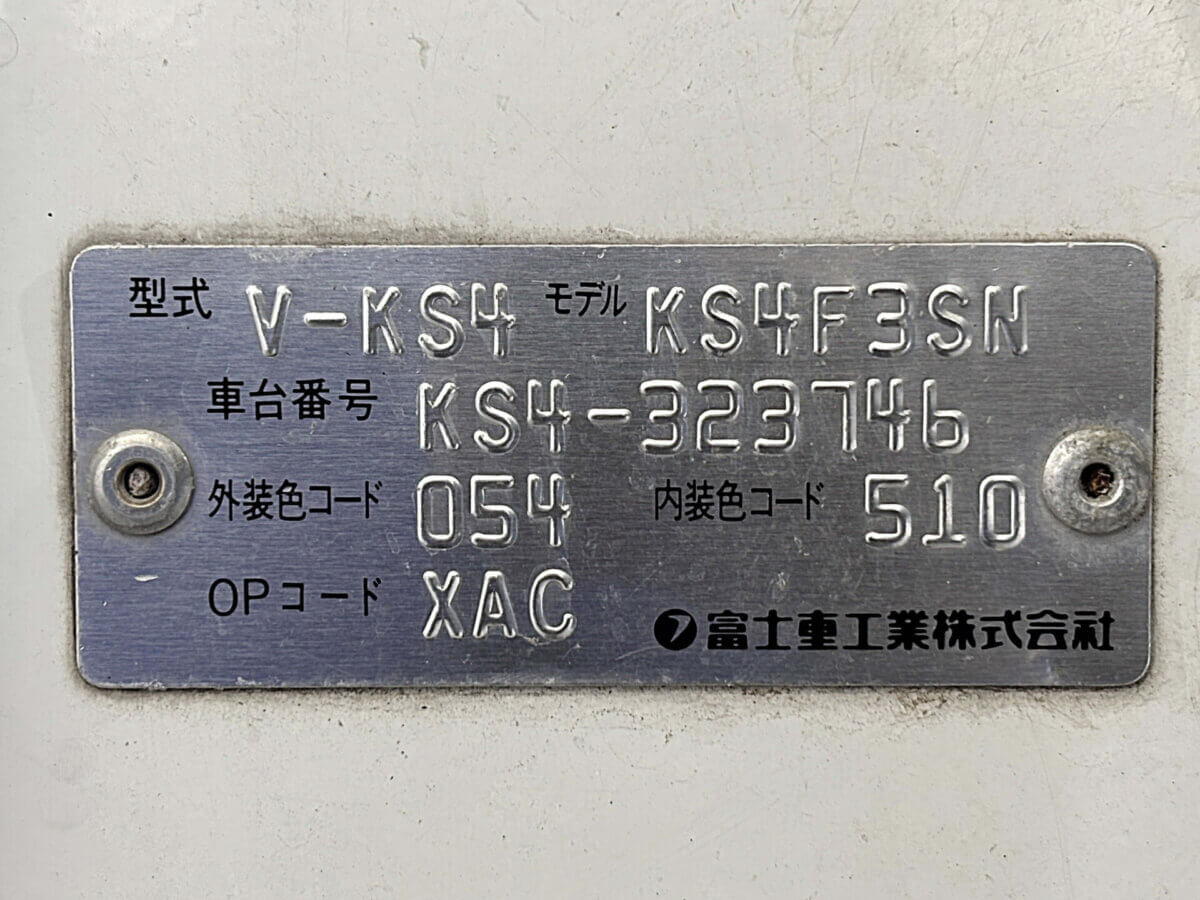 型式 V-KS4 モデル KS4F3SN
車台番号 KS4-323746
外装色コード 054 内装色コード 510
OPコード XAC
フ 富士重工業株式会社